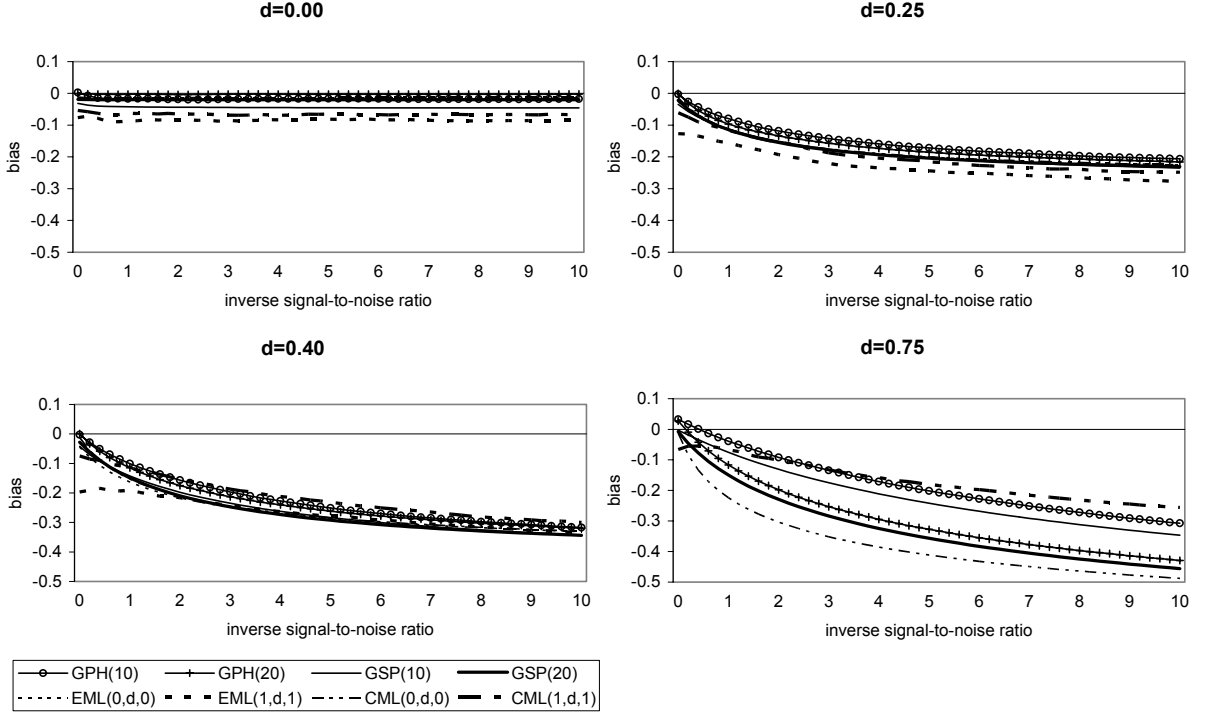 d=0.00
0.1
0
-0.1
-0.2
-0.3
-0.4
-0.5
bias
0 1 2 3 4 5 6 7 8 9 10
inverse signal-to-noise ratio
d=0.25
0.1
0
-0.1
-0.2
-0.3
-0.4
-0.5
bias
0 1 2 3 4 5 6 7 8 9 10
inverse signal-to-noise ratio
d=0.40
0.1
0
-0.1
-0.2
-0.3
-0.4
-0.5
bias
0 1 2 3 4 5 6 7 8 9 10
inverse signal-to-noise ratio
d=0.75
0.1
0
-0.1
-0.2
-0.3
-0.4
-0.5
bias
0 1 2 3 4 5 6 7 8 9 10
inverse signal-to-noise ratio
GPH(10) GPH(20) GSP(10) GSP(20)
EML(0,d,0) EML(1,d,1) CML(0,d,0) CML(1,d,1)